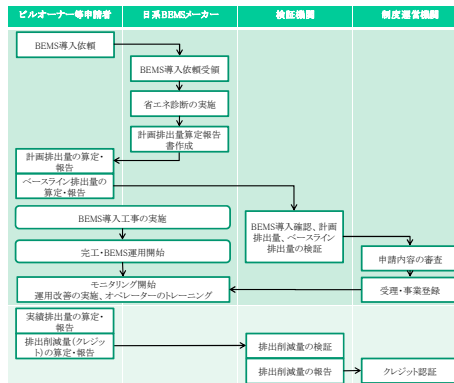 ビルオーナー等申請者
日系BEMSメーカー
検証機関
制度運営機関
BEMS導入依頼
BEMS導入依頼受領
省エネ診断の実施
計画排出量算定報告
書作成
計画排出量の算定・
報告
ベースライン排出量の
算定・報告
BEMS導入工事の実施
BEMS導入確認、計画
排出量、ベースライン
排出量の検証
完工・BEMS運用開始
申請内容の審査
モニタリング開始
運用改善の実施、オペレーターのトレーニング
受理・事業登録
実績排出量の算定・
報告
排出削減量(クレジッ
ト)の算定・報告
排出削減量の検証
排出削減量の報告
クレジット認証